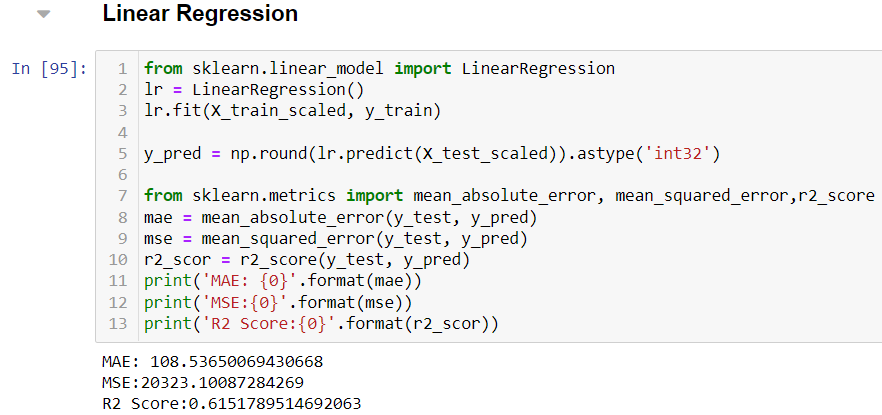 Linear Regression
In [95]:
1 from sklearn.linear_model import LinearRegression
2 lr = LinearRegression()
3 lr.fit(X_train_scaled, y_train)
4
5 y_pred = np.round(lr.predict(X_test_scaled)).astype('int32')
6
7 from sklearn.metrics import mean_absolute_error, mean_squared_error,r2_score
8 mae = mean_absolute_error(y_test, y_pred)
9 mse = mean_squared_error(y_test, y_pred)
10 r2_scor = r2_score(y_test, y_pred)
11 print('MAE: {0}'.format(mae))
12 print('MSE:{0}'.format(mse))
13 print('R2 Score:{0}'.format(r2_scor))
MAE: 108.53650069430668
MSE:20323.10087284269
R2 Score:0.6151789514692063